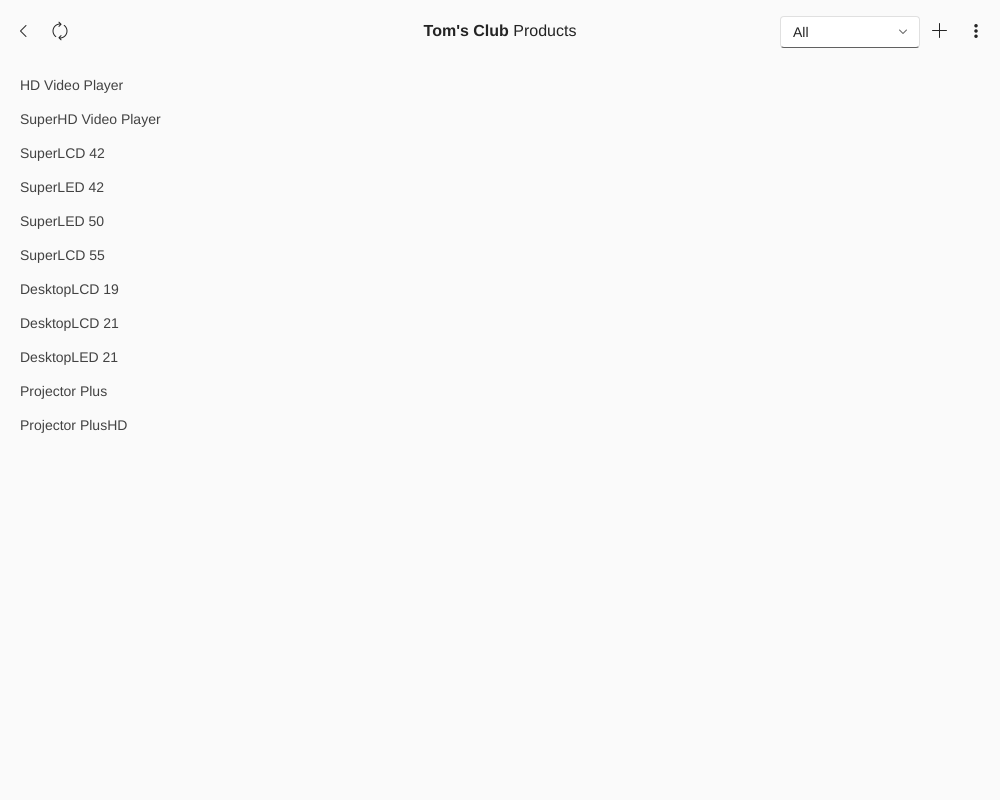 Tom's Club Products
All
HD Video Player
SuperHD Video Player
SuperLCD 42
SuperLED 42
SuperLED 50
SuperLCD 55
DesktopLCD 19
DesktopLCD 21
DesktopLED 21
Projector Plus
Projector PlusHD